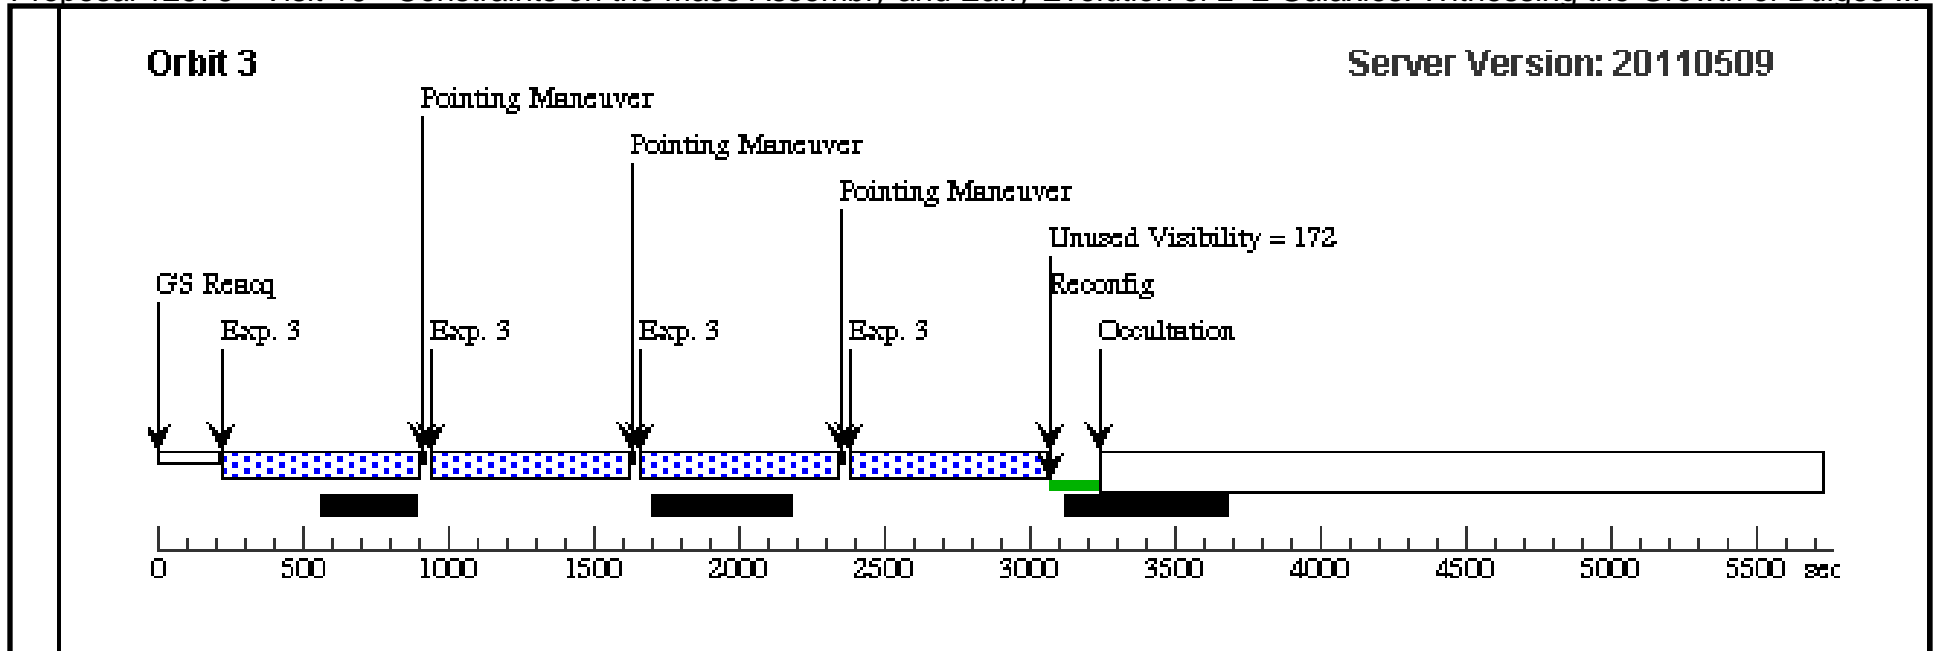 Orbit 3
Server Version: 20110509
Pointing Maneuver
Pointing Maneuver
Pointing Maneuver
Unused Visibility = 172
GS Reacq
Reconfig
Exp. 3
Exp. 3
Exp. 3
Exp. 3
Occultation
0 500 1000 1500 2000 2500 3000 3500 4000 4500 5000 5500 sec